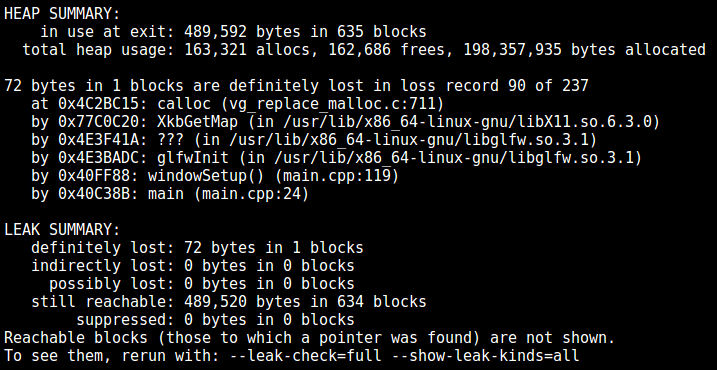 HEAP SUMMARY:
in use at exit: 489,592 bytes in 635 blocks
total heap usage: 163,321 allocs, 162,686 frees, 198,357,935 bytes allocated
72 bytes in 1 blocks are definitely lost in loss record 90 of 237
at 0x4C2BC15: calloc (vg_replace_malloc.c:711)
by 0x77C0C20: XkbGetMap (in /usr/lib/x86_64-linux-gnu/libX11.so.6.3.0)
by 0x4E3F41A: ??? (in /usr/lib/x86_64-linux-gnu/libglfw.so.3.1)
by 0x4E3BADC: glfwInit (in /usr/lib/x86_64-linux-gnu/libglfw.so.3.1)
by 0x40FF88: windowSetup() (main.cpp:119)
by 0x40C38B: main (main.cpp:24)
LEAK SUMMARY:
definitely lost: 72 bytes in 1 blocks
indirectly lost: 0 bytes in 0 blocks
possibly lost: 0 bytes in 0 blocks
still reachable: 489,520 bytes in 634 blocks
suppressed: 0 bytes in 0 blocks
Reachable blocks (those to which a pointer was found) are not shown.
To see them, rerun with: --leak-check=full --show-leak-kinds=all